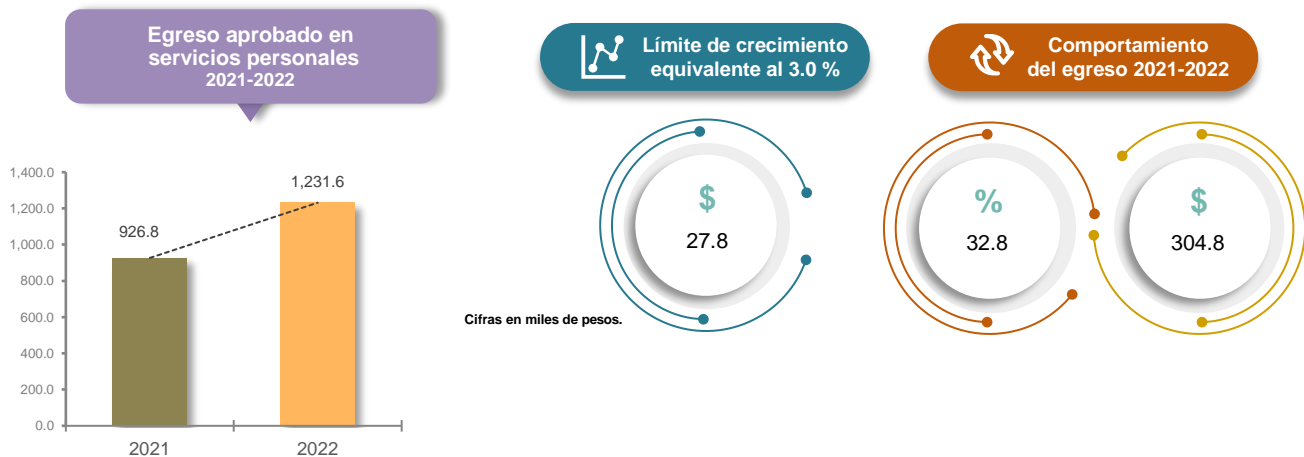 Egreso aprobado en
servicios personales
2021-2022
1,400.0
1,200.0
1,000.0
800.0
600.0
400.0
200.0
0.0
926.8
1,231.6
2021
2022
Límite de crecimiento
equivalente al 3.0 %
$
27.8
Cifras en miles de pesos.
Comportamiento
del egreso 2021-2022
%
32.8
$
304.8